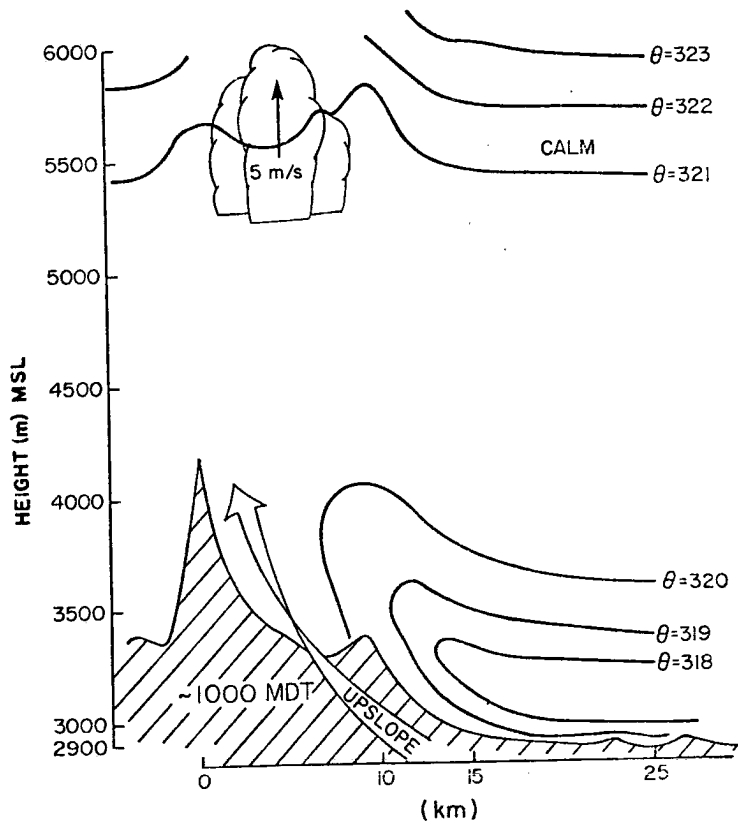 6000
5500
5000
4500
4000
3500
3000
2900
HEIGHT (m) MSL
θ=323
θ=322
CALM
θ=321
5 m/s
θ=320
θ=319
θ=318
~1000 MDT
UPSLOPE
0
10
15
25
(km)